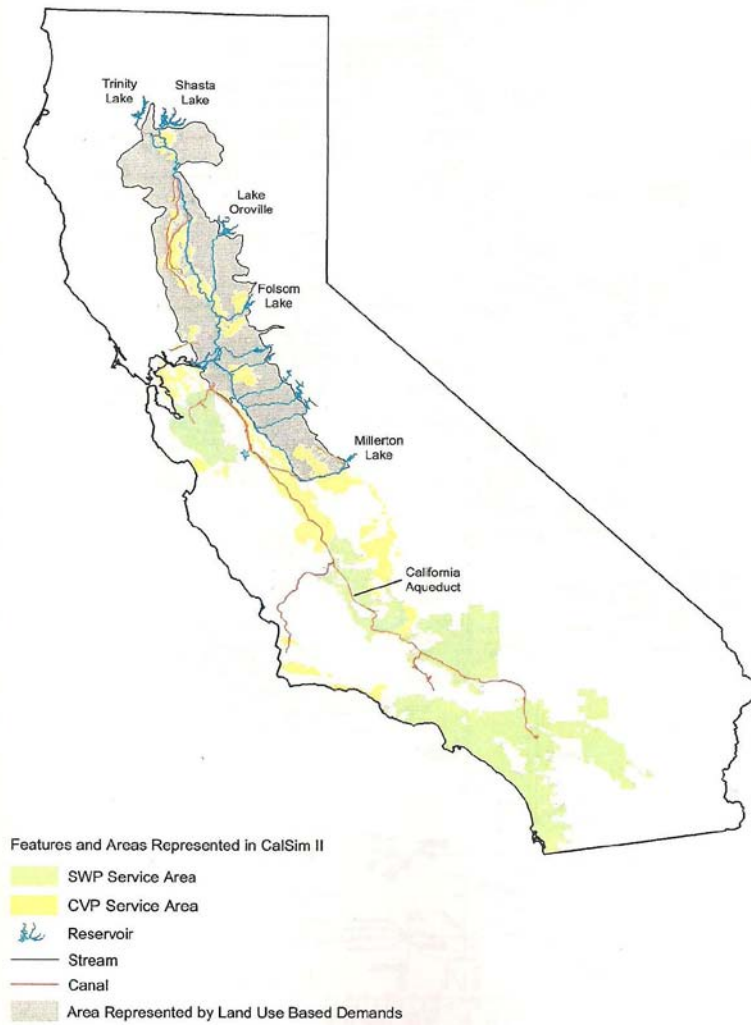 Trinity
Lake
Shasta
Lake
Lake
Oroville
Folsom
Lake
Millerton
Lake
California
Aqueduct
Features and Areas Represented in CalSim II
SWP Service Area
CVP Service Area
Reservoir
Stream
Canal
Area Represented by Land Use Based Demands